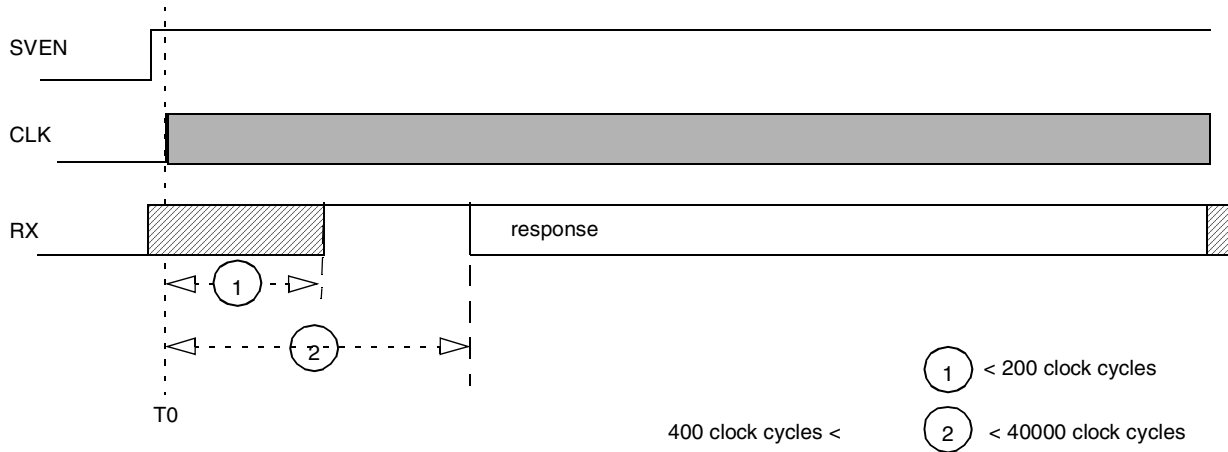 SVEN
CLK
RX
response
1
2
T0
1 < 200 clock cycles
400 clock cycles < 2 < 40000 clock cycles